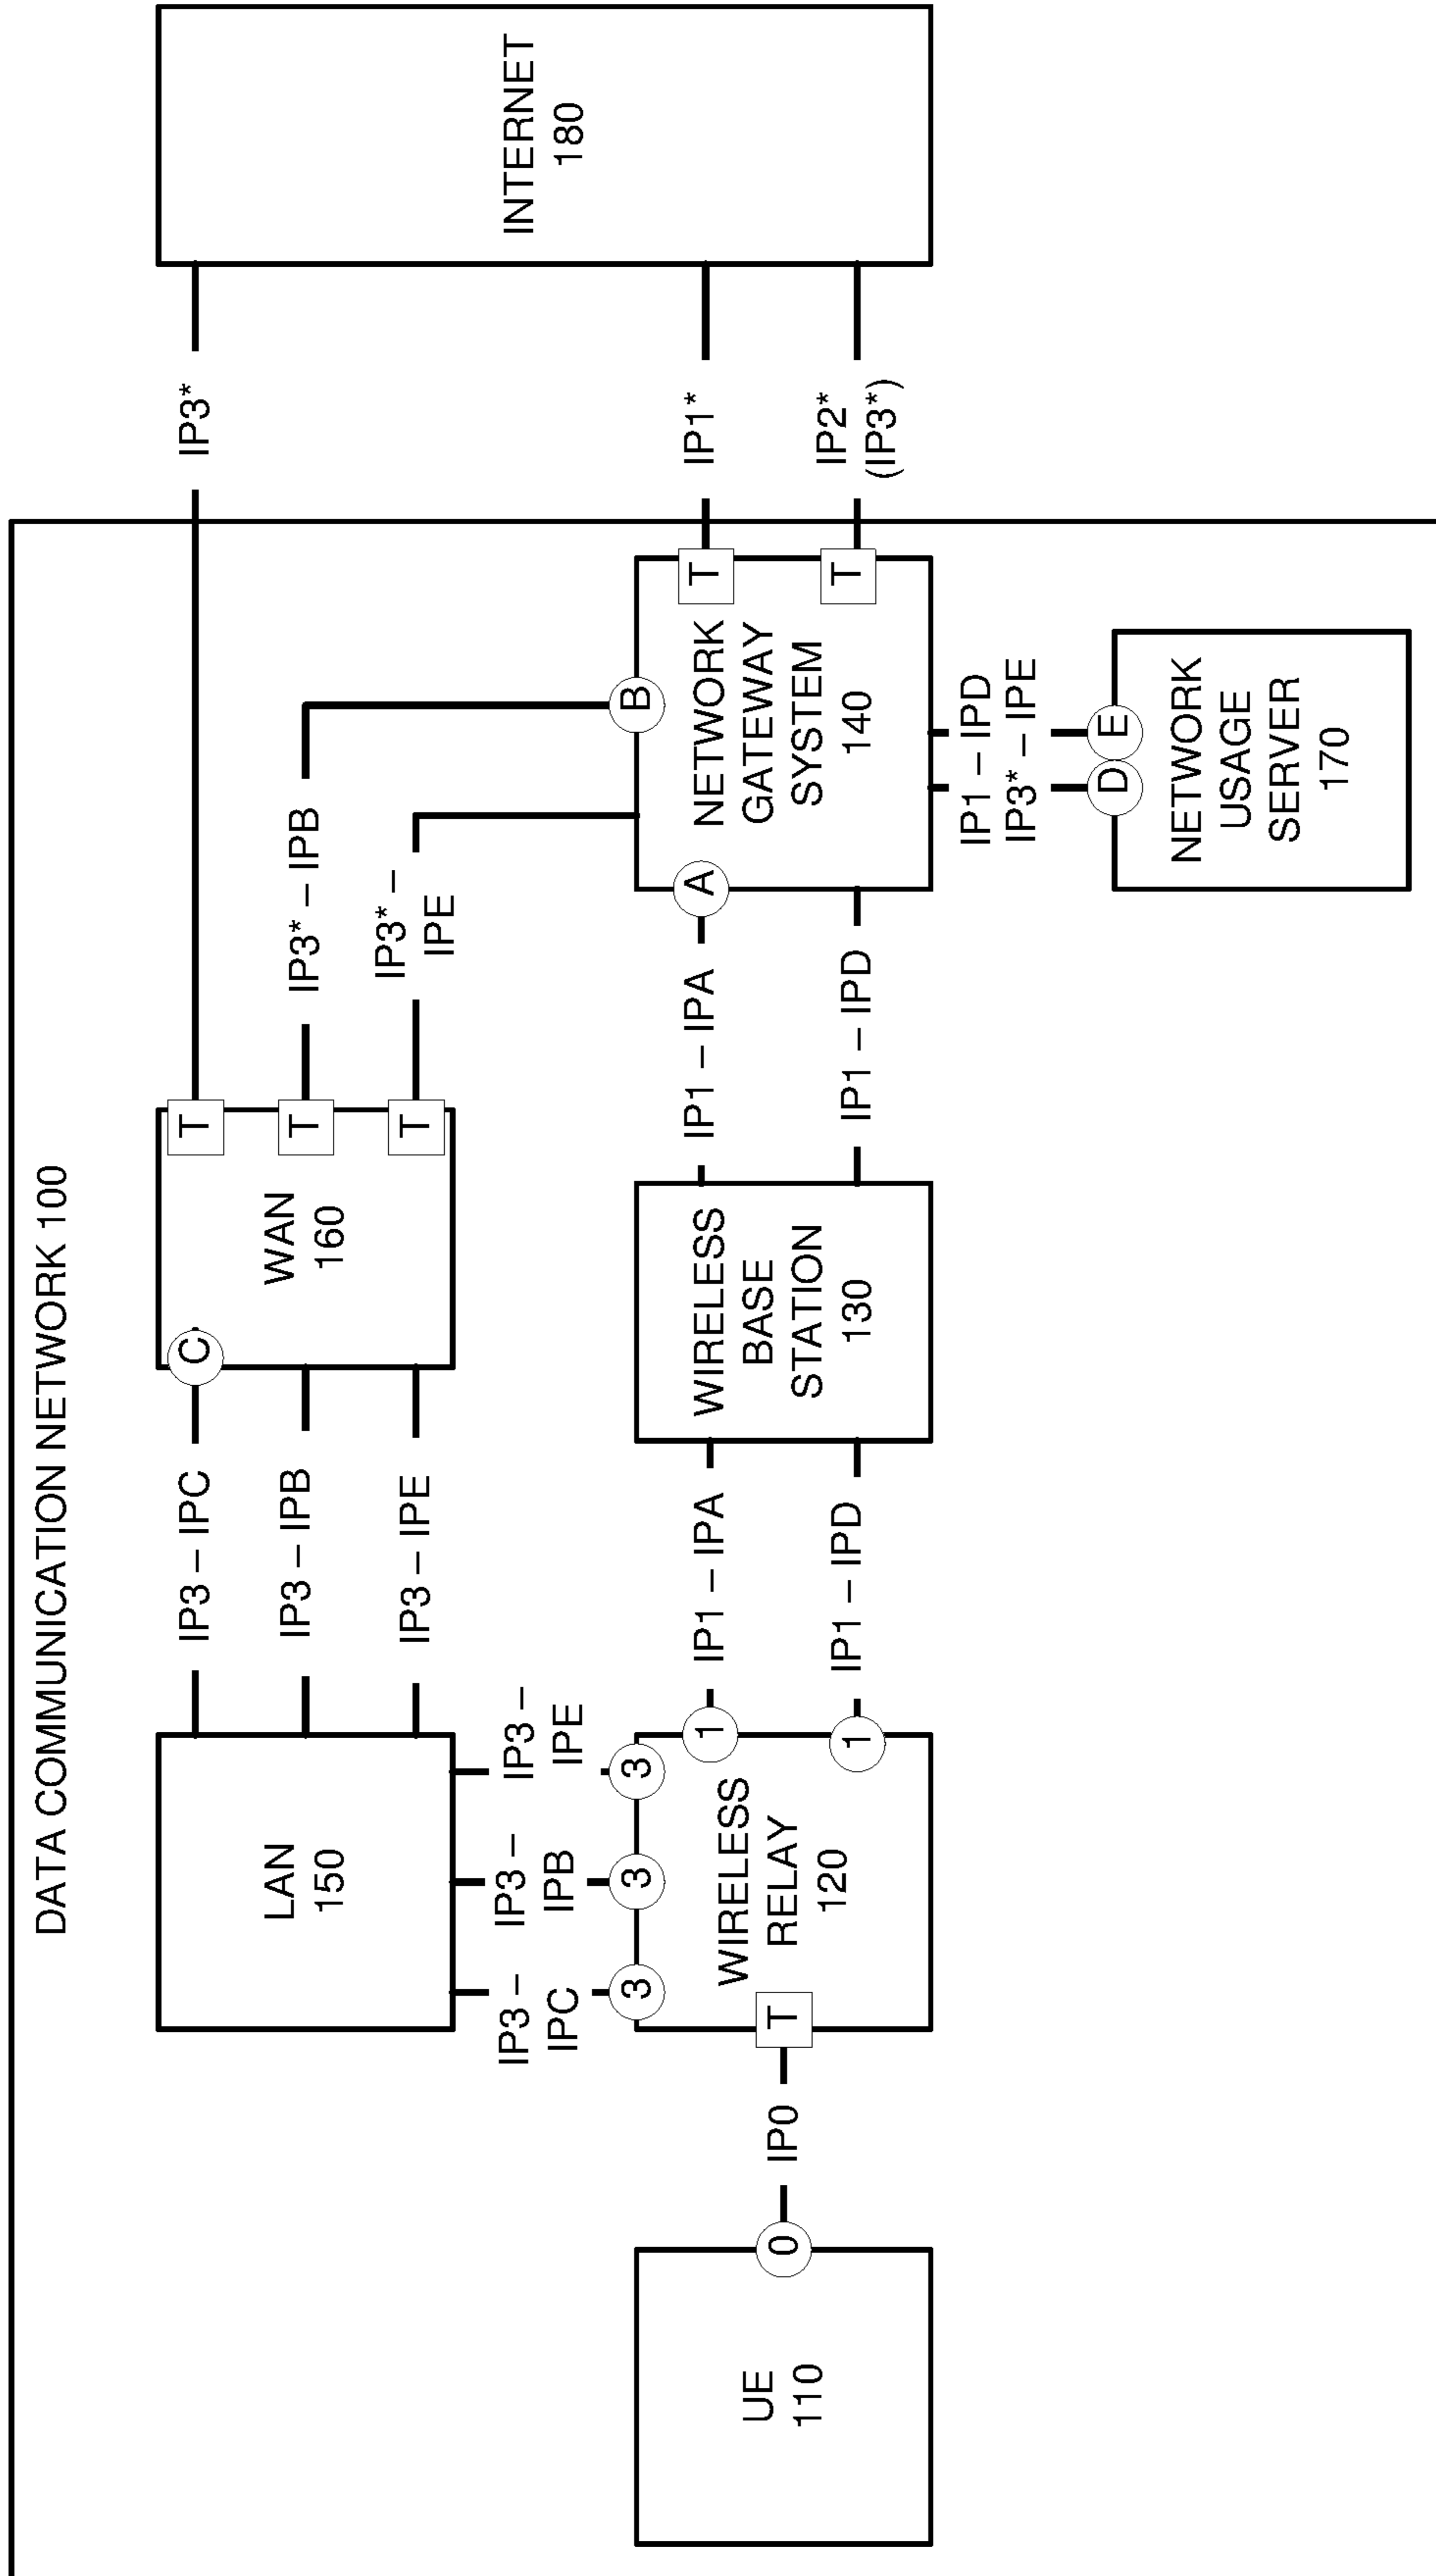 DATA COMMUNICATION NETWORK 100
LAN
150
IP3 – IPC
IP3 – IPB
IP3 – IPE
C
WAN
160
T
T
T
IP3*
IP3* – IPB
IP3* –
IPE
IP3 –
IPC
IP3 –
IPB
IP3 –
IPE
3
3
3
UE
110
0
IP0
T
WIRELESS
RELAY
120
1
1
IP1 – IPA
IP1 – IPD
WIRELESS
BASE
STATION
130
IP1 – IPA
IP1 – IPD
A
B
NETWORK
GATEWAY
SYSTEM
140
T
T
IP1*
IP2*
(IP3*)
INTERNET
180
IP1 – IPD
IP3* – IPE
D
E
NETWORK
USAGE
SERVER
170